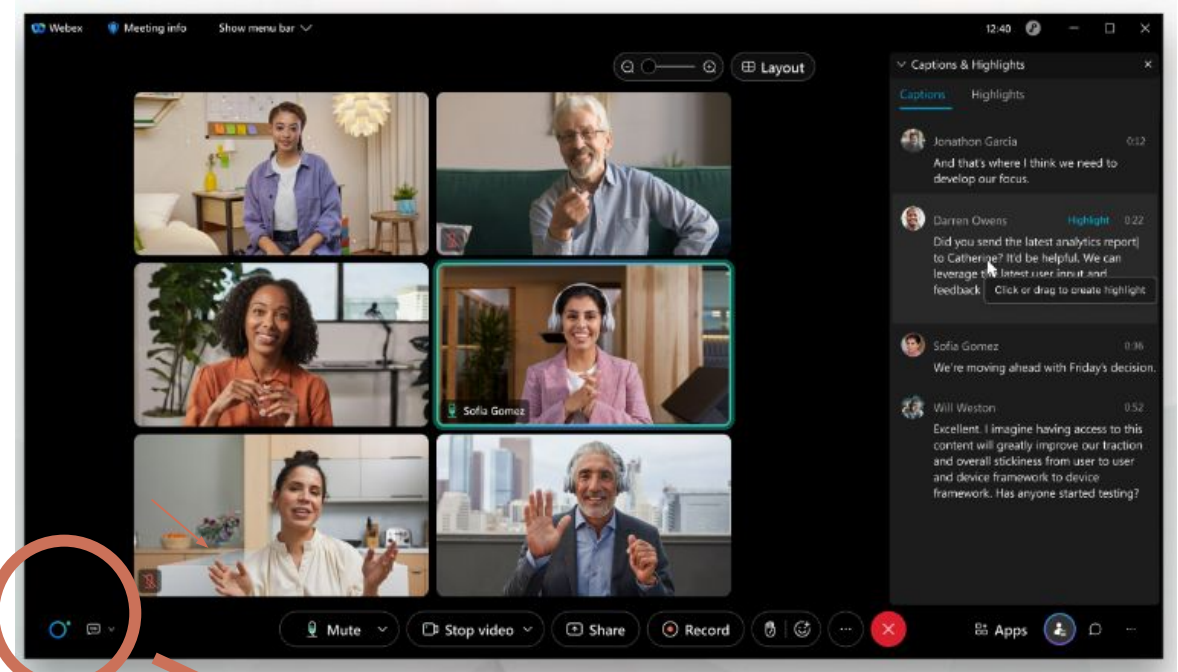 Webex
Meeting info
Show menu bar
12:40
Layout
Captions & Highlights
Captions
Highlights
Jonathon Garcia
0:12
And that's where I think we need to
develop our focus.
Darren Owens
Highlight
0:22
Did you send the latest analytics report
to Catherine? It'd be helpful. We can
leverage the latest user input and
feedback
Click or drag to create highlight
Sofia Gomez
0:36
We're moving ahead with Friday's decision.
Will Weston
0:52
Excellent. I imagine having access to this
content will greatly improve our traction
and overall stickiness from user to user
and device framework to device
framework. Has anyone started testing?
Sofia Gomez
Mute
Stop video
Share
Record
Apps